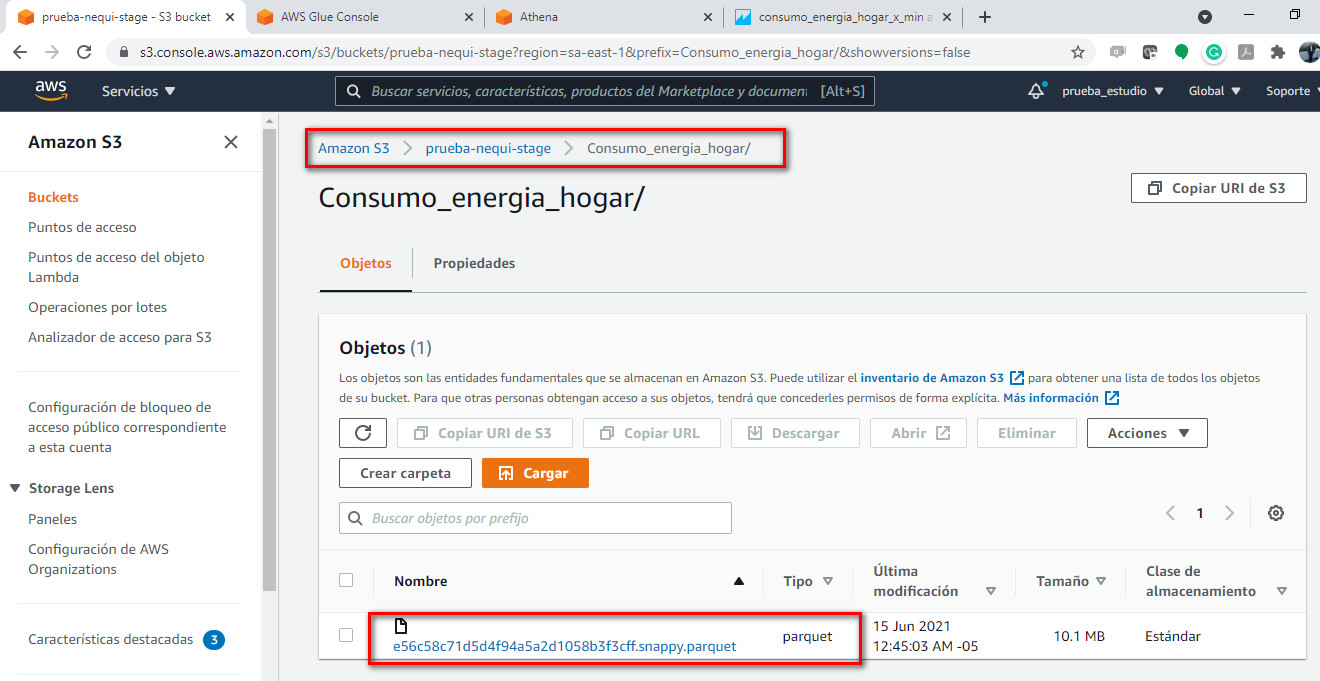 prueba-nequi-stage - S3 bucket
AWS Glue Console
Athena
consumo_energia_hogar_x_min a
s3.console.aws.amazon.com/s3/buckets/prueba-nequi-stage?region=sa-east-1&prefix=Consumo_energia_hogar/&showversions=false
aws
Servicios
Buscar servicios, características, productos del Marketplace y documen
[Alt+S]
prueba_estudio
Global
Soporte
Amazon S3
Buckets
Puntos de acceso
Puntos de acceso del objeto
Lambda
Operaciones por lotes
Analizador de acceso para S3
Configuración de bloqueo de
acceso público correspondiente
a esta cuenta
Storage Lens
Paneles
Configuración de AWS
Organizations
Características destacadas 3
Amazon S3 > prueba-nequi-stage > Consumo_energia_hogar/
Consumo_energia_hogar/
Copiar URI de S3
Objetos
Propiedades
Objetos (1)
Los objetos son las entidades fundamentales que se almacenan en Amazon S3. Puede utilizar el inventario de Amazon S3 para obtener una lista de todos los objetos
de su bucket. Para que otras personas obtengan acceso a sus objetos, tendrá que concederles permisos de forma explícita. Más información
Copiar URI de S3
Copiar URL
Descargar
Abrir
Eliminar
Acciones
Crear carpeta
Cargar
Buscar objetos por prefijo
1
Nombre
Tipo
Última
modificación
Tamaño
Clase de
almacenamiento
e56c58c71d5d4f94a5a2d1058b3f3cff.snappy.parquet
parquet
15 Jun 2021
12:45:03 AM -05
10.1 MB
Estándar